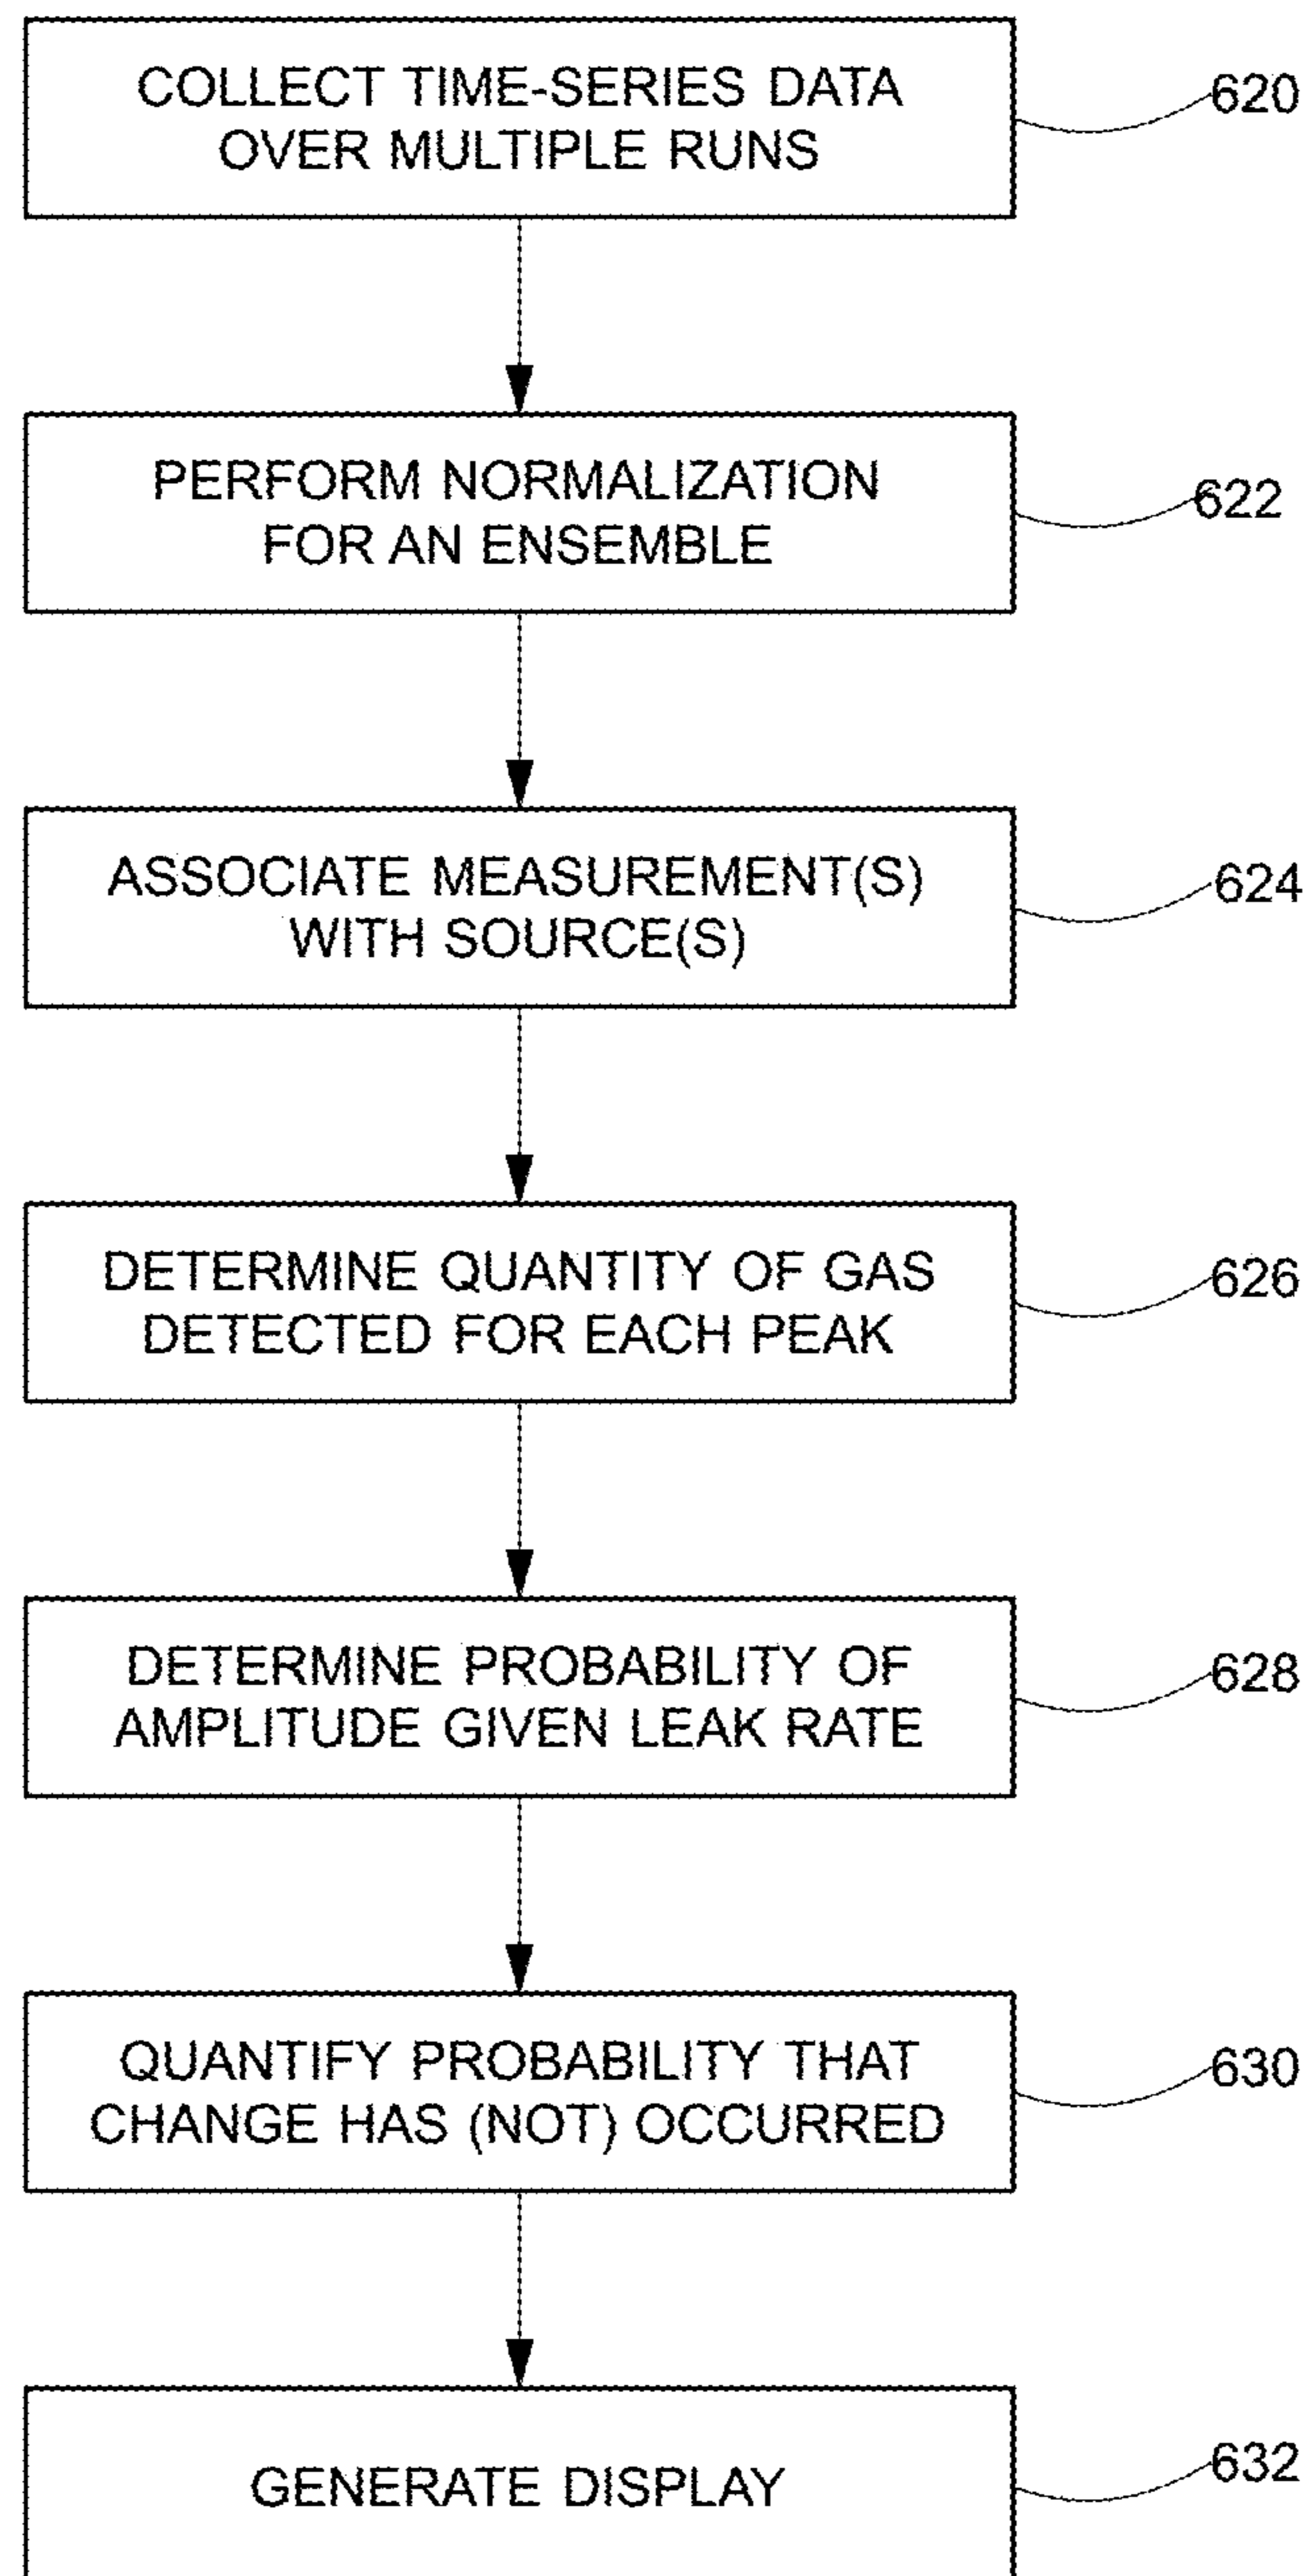 COLLECT TIME-SERIES DATA
OVER MULTIPLE RUNS
620
PERFORM NORMALIZATION
FOR AN ENSEMBLE
622
ASSOCIATE MEASUREMENT(S)
WITH SOURCE(S)
624
DETERMINE QUANTITY OF GAS
DETECTED FOR EACH PEAK
626
DETERMINE PROBABILITY OF
AMPLITUDE GIVEN LEAK RATE
628
QUANTIFY PROBABILITY THAT
CHANGE HAS (NOT) OCCURRED
630
GENERATE DISPLAY
632